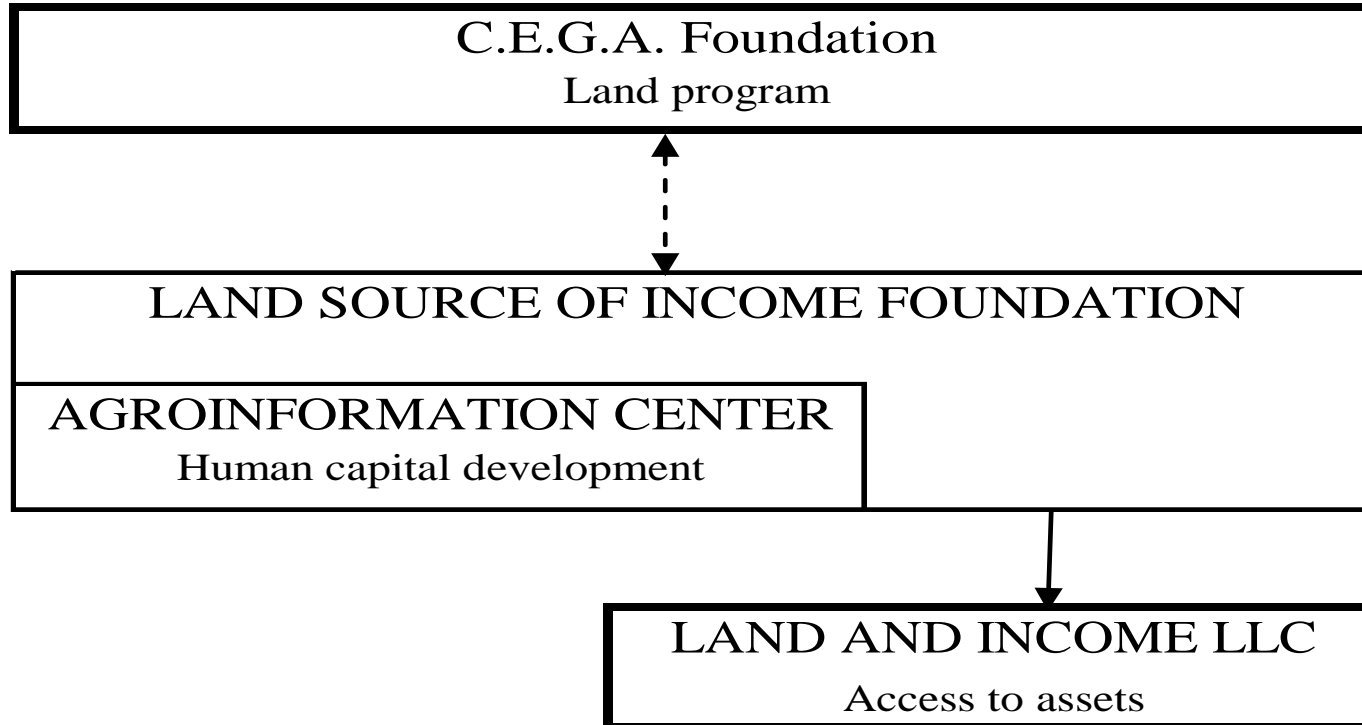 C.E.G.A. Foundation
Land program
LAND SOURCE OF INCOME FOUNDATION
AGROINFORMATION CENTER
Human capital development
LAND AND INCOME LLC
Access to assets